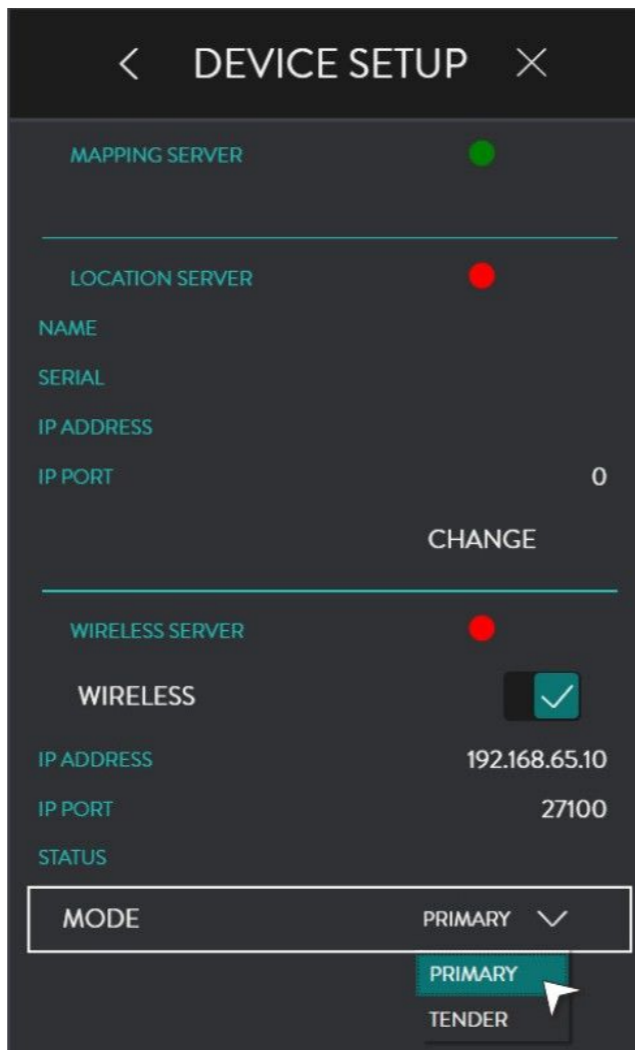 DEVICE SETUP
MAPPING SERVER
LOCATION SERVER
NAME
SERIAL
IP ADDRESS
IP PORT 0
CHANGE
WIRELESS SERVER
WIRELESS
IP ADDRESS 192.168.65.10
IP PORT 27100
STATUS
MODE PRIMARY
PRIMARY
TENDER